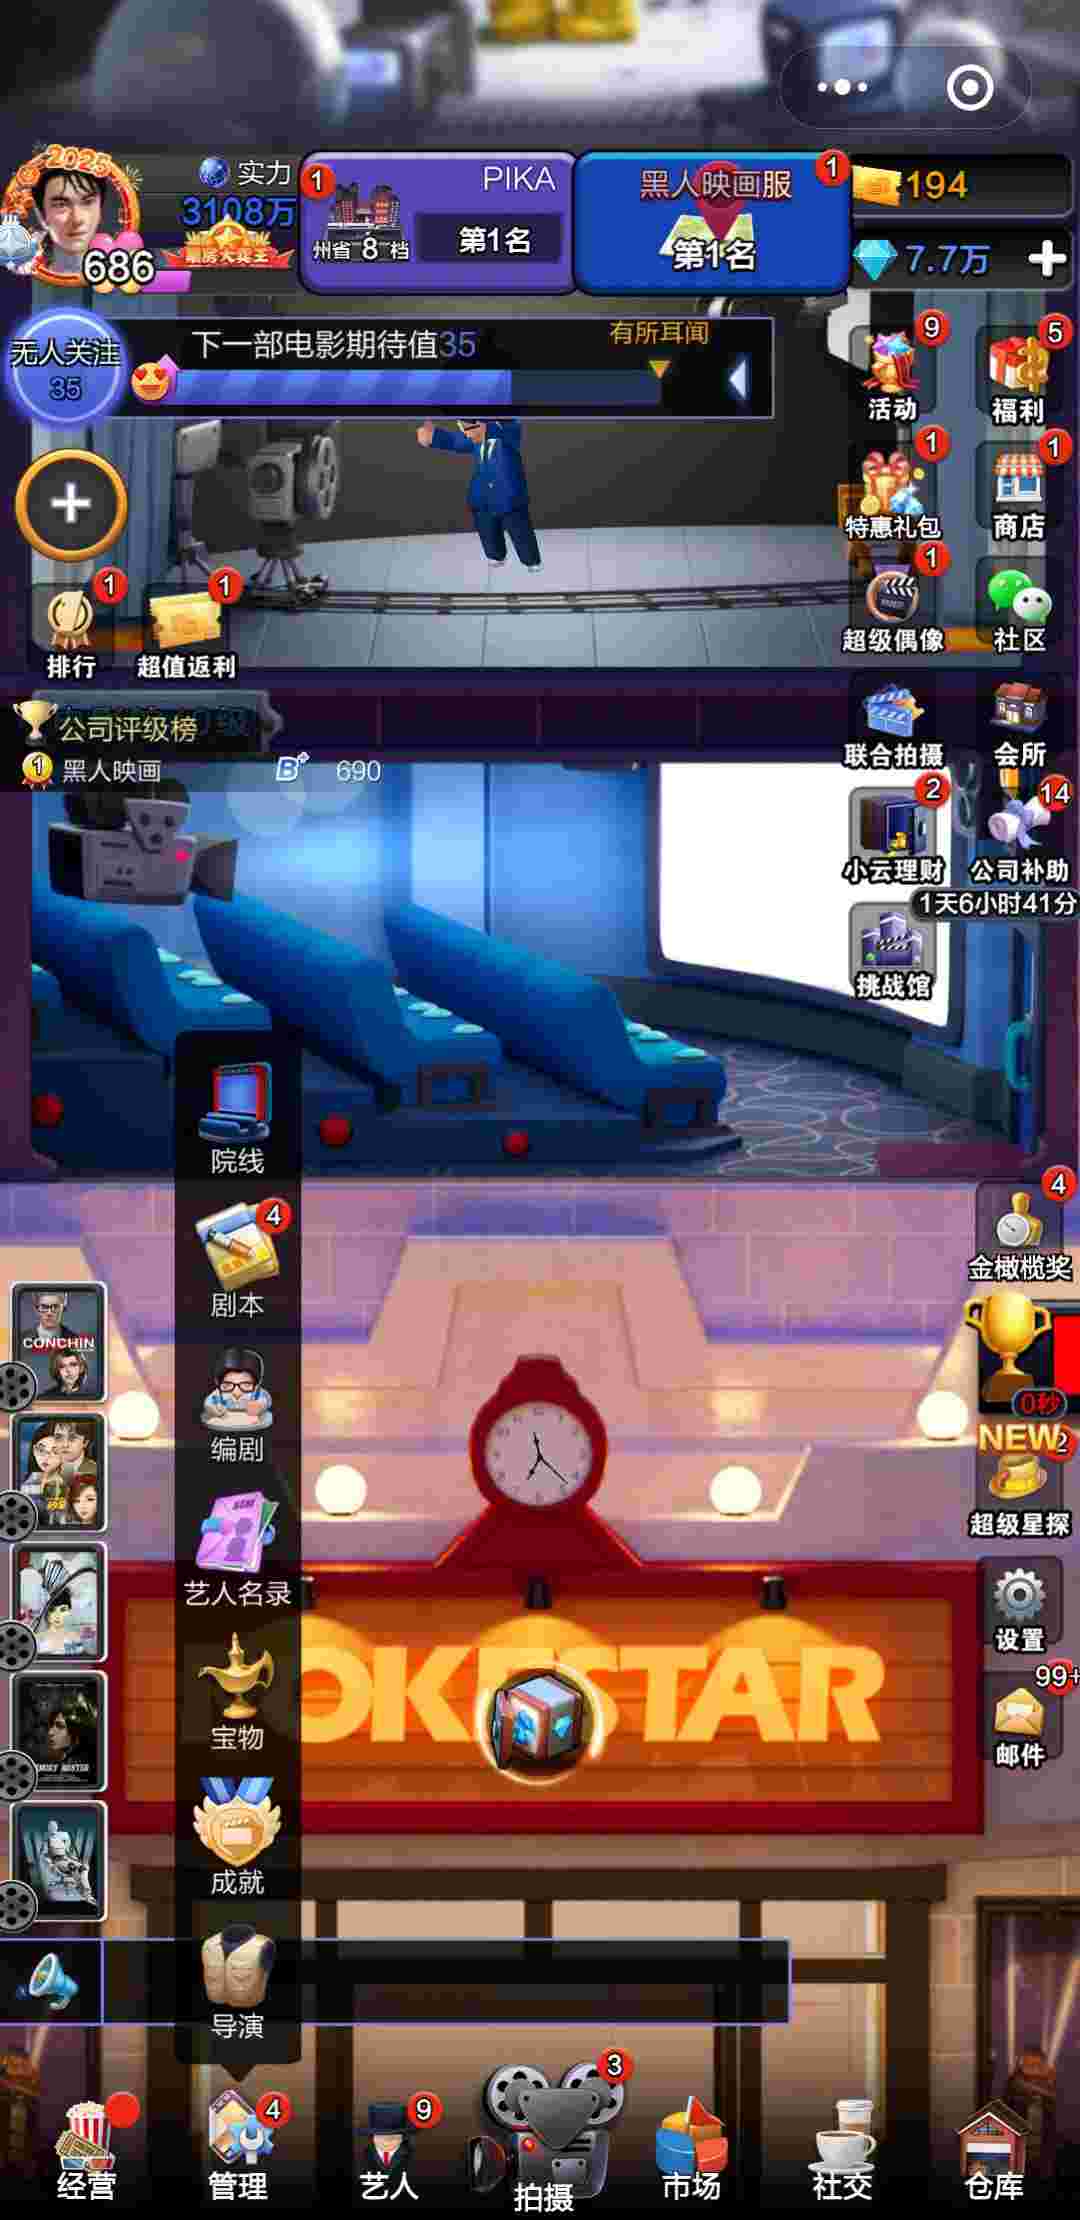 2025
实力
3108万
票房大卖王
686
1
PIKA
州省 8 档
第1名
黑人映画服
1
第1名
194
7.7万
无人关注
35
下一部电影期待值35
有所耳闻
9
活动
5
福利
1
特惠礼包
1
商店
1
超级偶像
社区
1
排行
1
超值返利
公司评级榜
1
黑人映画
B+
690
联合拍摄
会所
2
小云理财
14
公司补助
1天6小时41分
挑战馆
院线
4
剧本
编剧
艺人名录
宝物
成就
导演
CONCHIN
4
金橄榄奖
0秒
NEW
2
超级星探
设置
99+
邮件
OKESTAR
经营
4
管理
9
艺人
3
拍摄
市场
社交
仓库